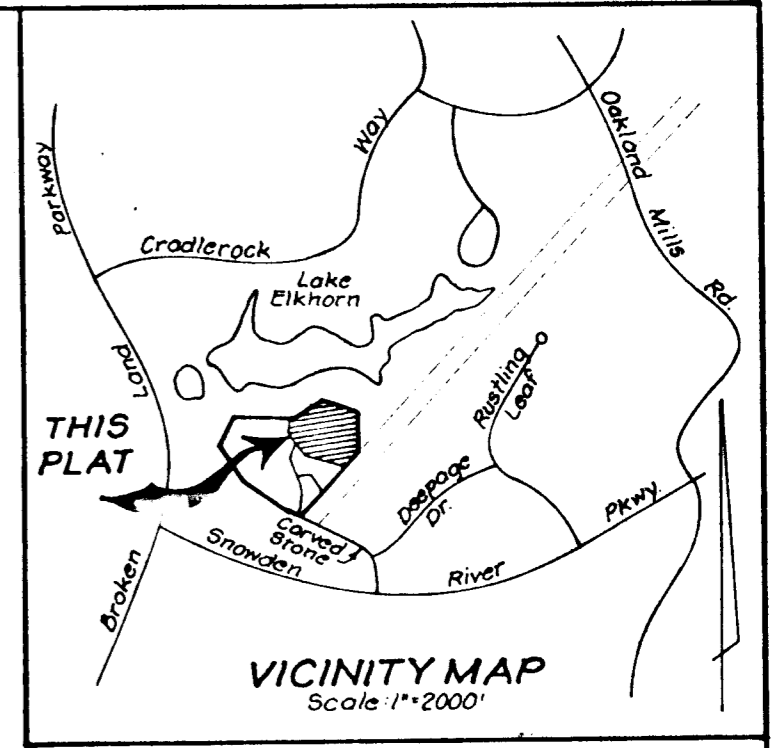 Parkway
Land
Broken
Way
Cradlerock
Lake
Elkhorn
Oakland
Mills
Rd.
Rustling
Leaf
THIS
PLAT
Deepage
Dr.
Carved
Stone
Snowden
River
Pkwy.
VICINITY MAP
Scale: 1"=2000'